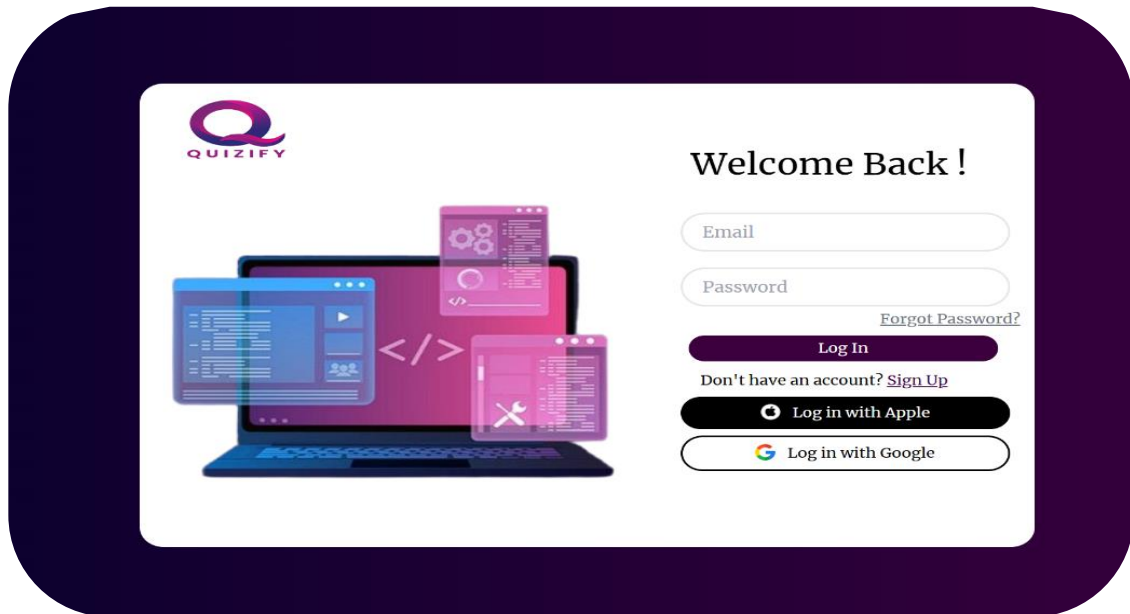 QUIZIFY
Welcome Back !
Email
Password
Forgot Password?
Log In
Don't have an account? Sign Up
Log in with Apple
Log in with Google
</>
</>